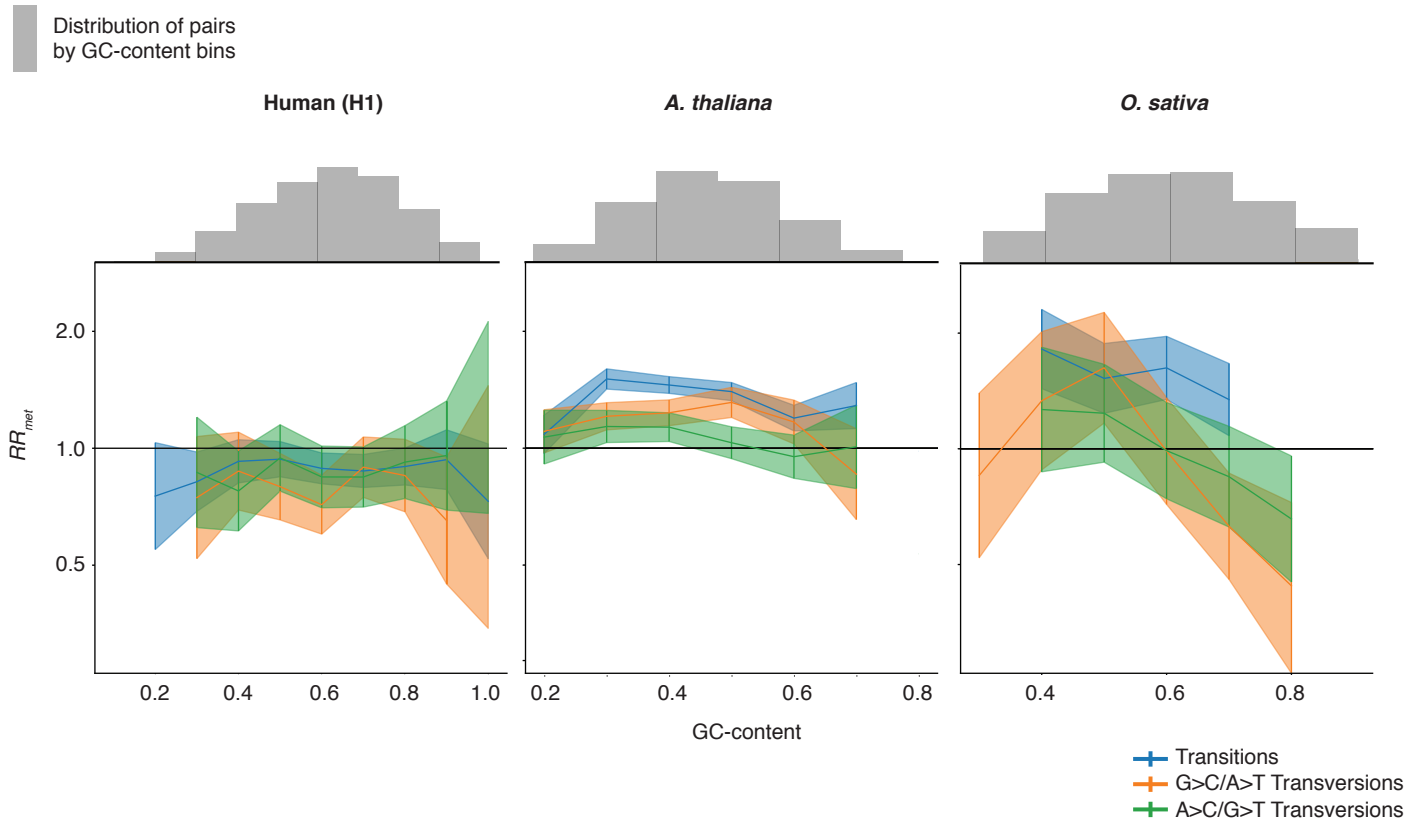 Distribution of pairs
by GC-content bins
Human (H1)
A. thaliana
O. sativa
RRmet
2.0
1.0
0.5
0.2 0.4 0.6 0.8 1.0
0.2 0.4 0.6 0.8
0.4 0.6 0.8
GC-content
Transitions
G>C/A>T Transversions
A>C/G>T Transversions